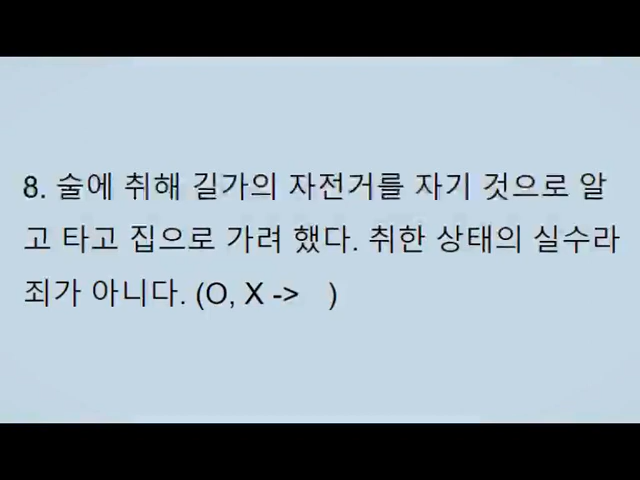 8. 술에 취해 길가의 자전거를 자기 것으로 알
고 타고 집으로 가려 했다. 취한 상태의 실수라
죄가 아니다. (O, X ->   )